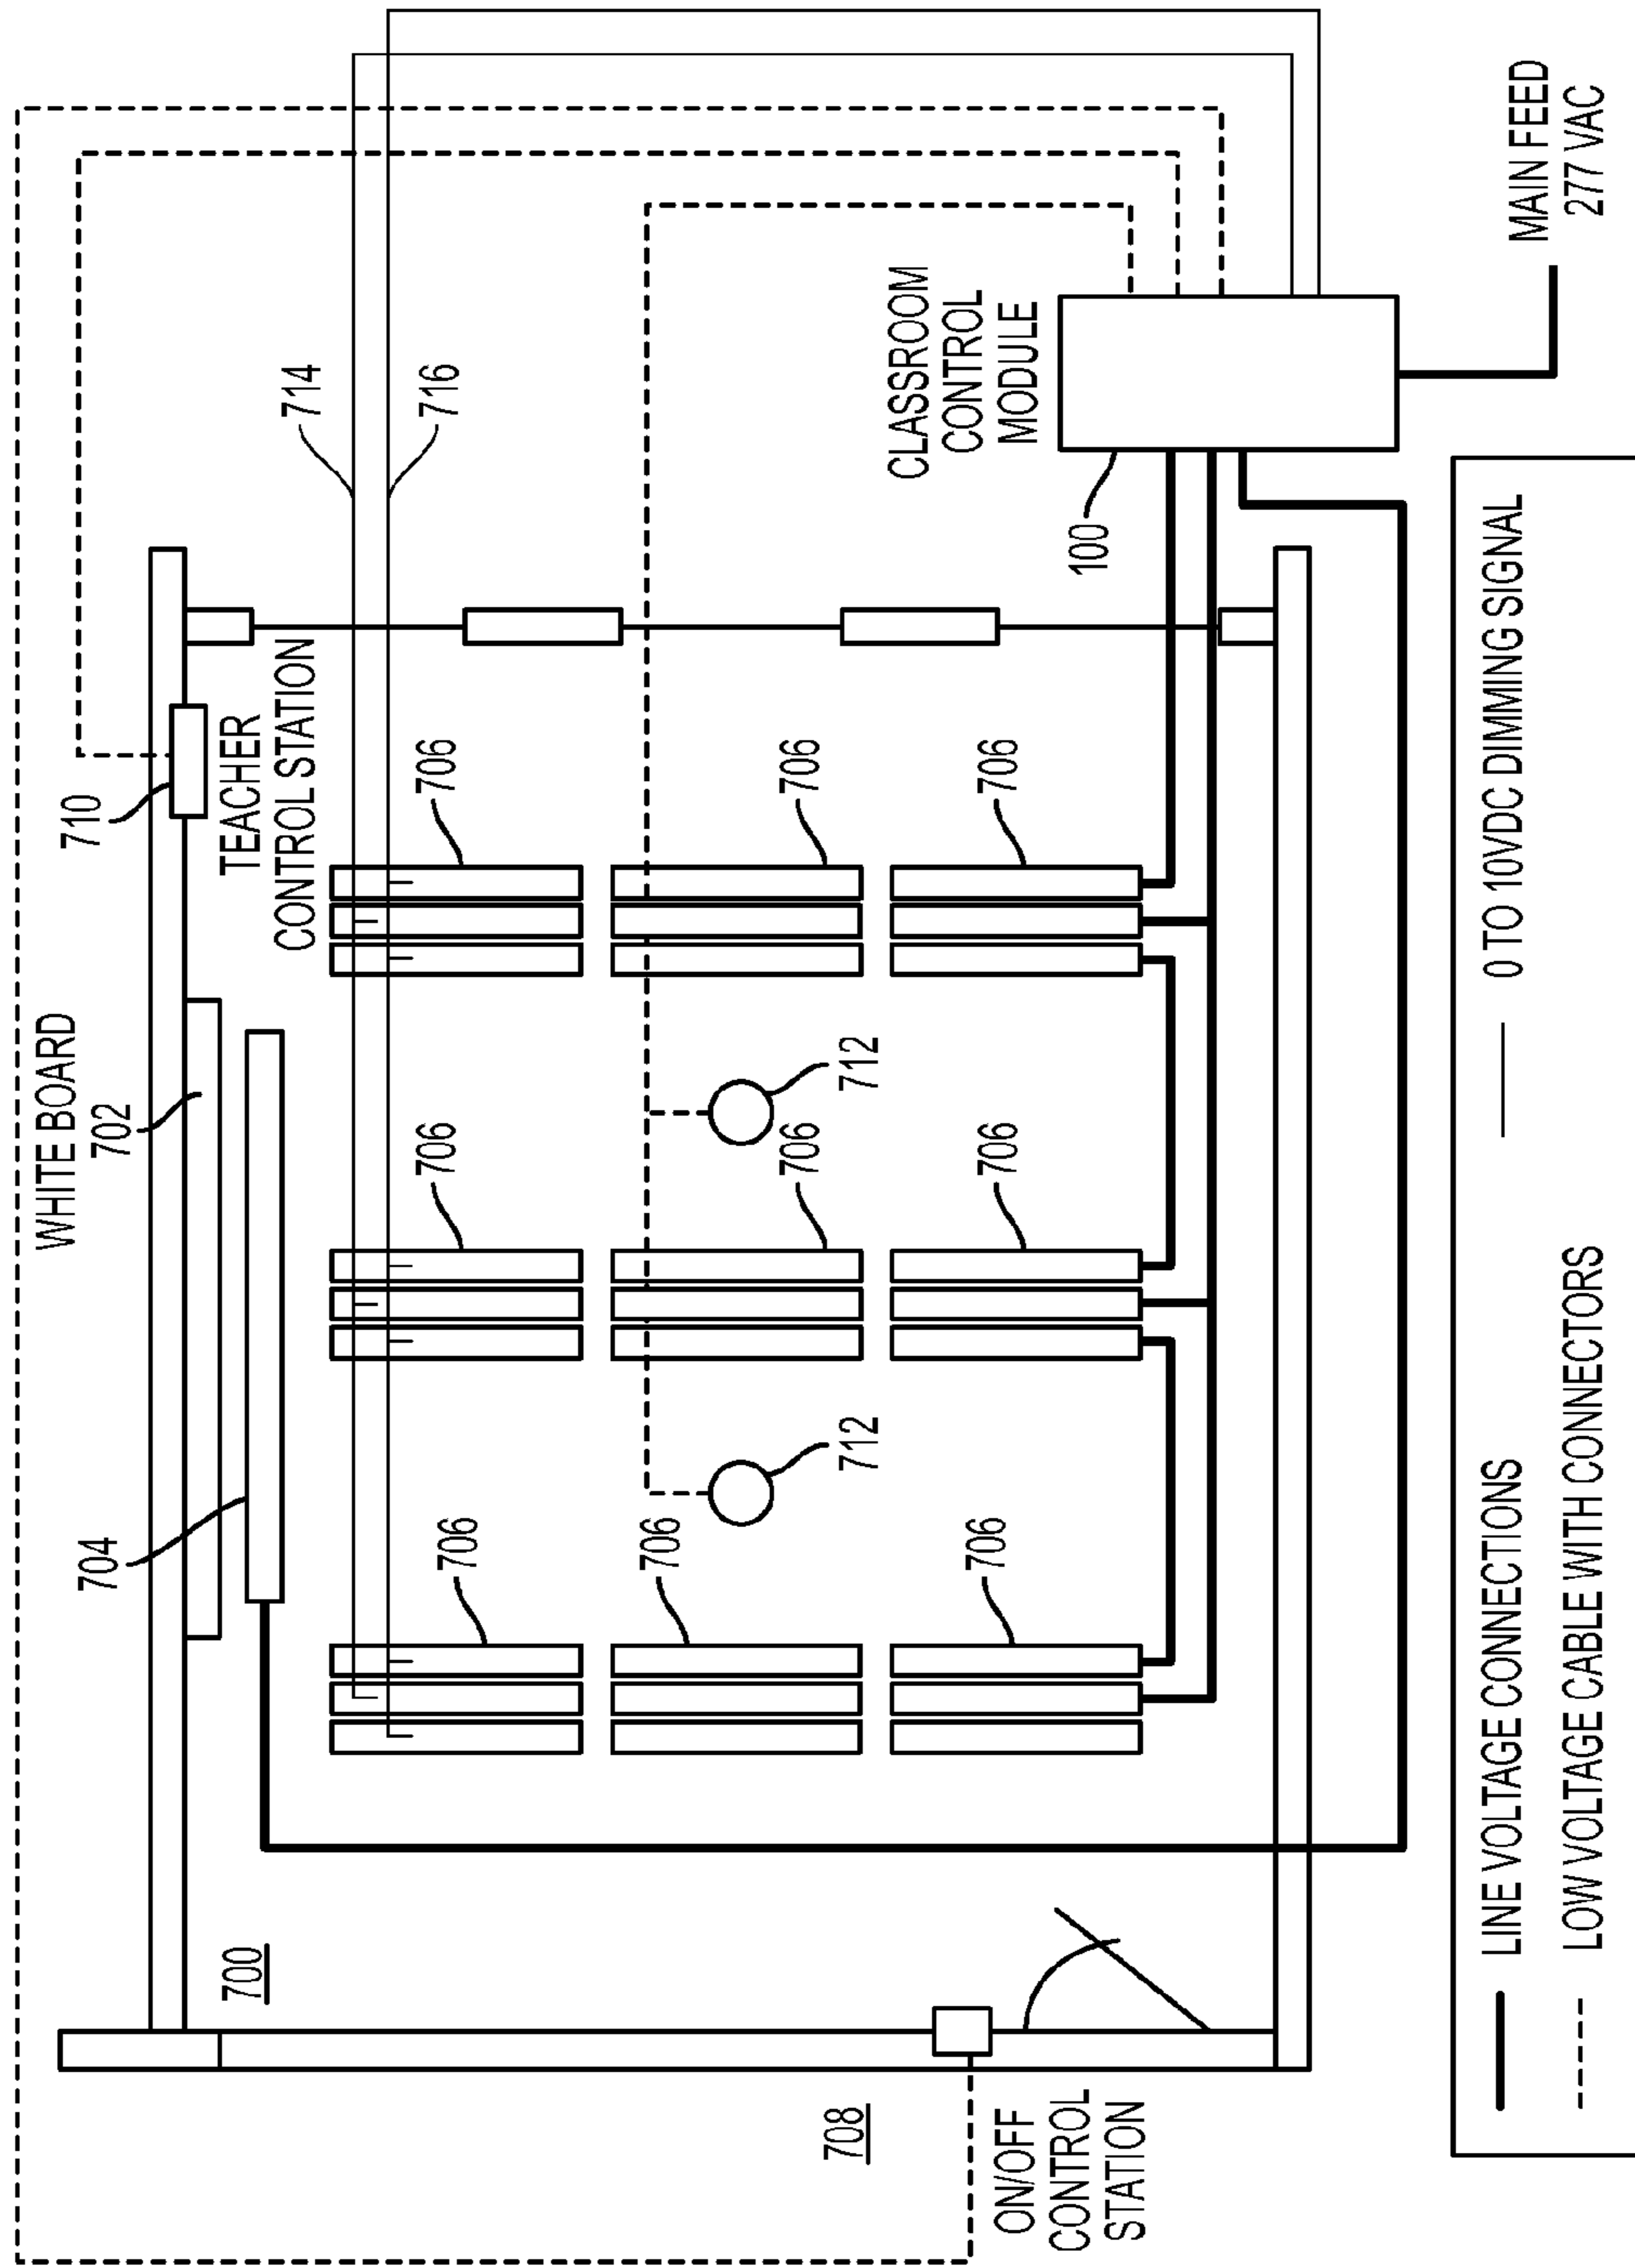 700
704
WHITE BOARD
702
710
TEACHER
CONTROL STATION
714
716
706
706
706
706
706
706
706
706
706
712
712
708
ON/OFF
CONTROL
STATION
CLASSROOM
CONTROL
MODULE
100
MAIN FEED
277 VAC
LINE VOLTAGE CONNECTIONS
0 TO 10VDC DIMMING SIGNAL
LOW VOLTAGE CABLE WITH CONNECTORS